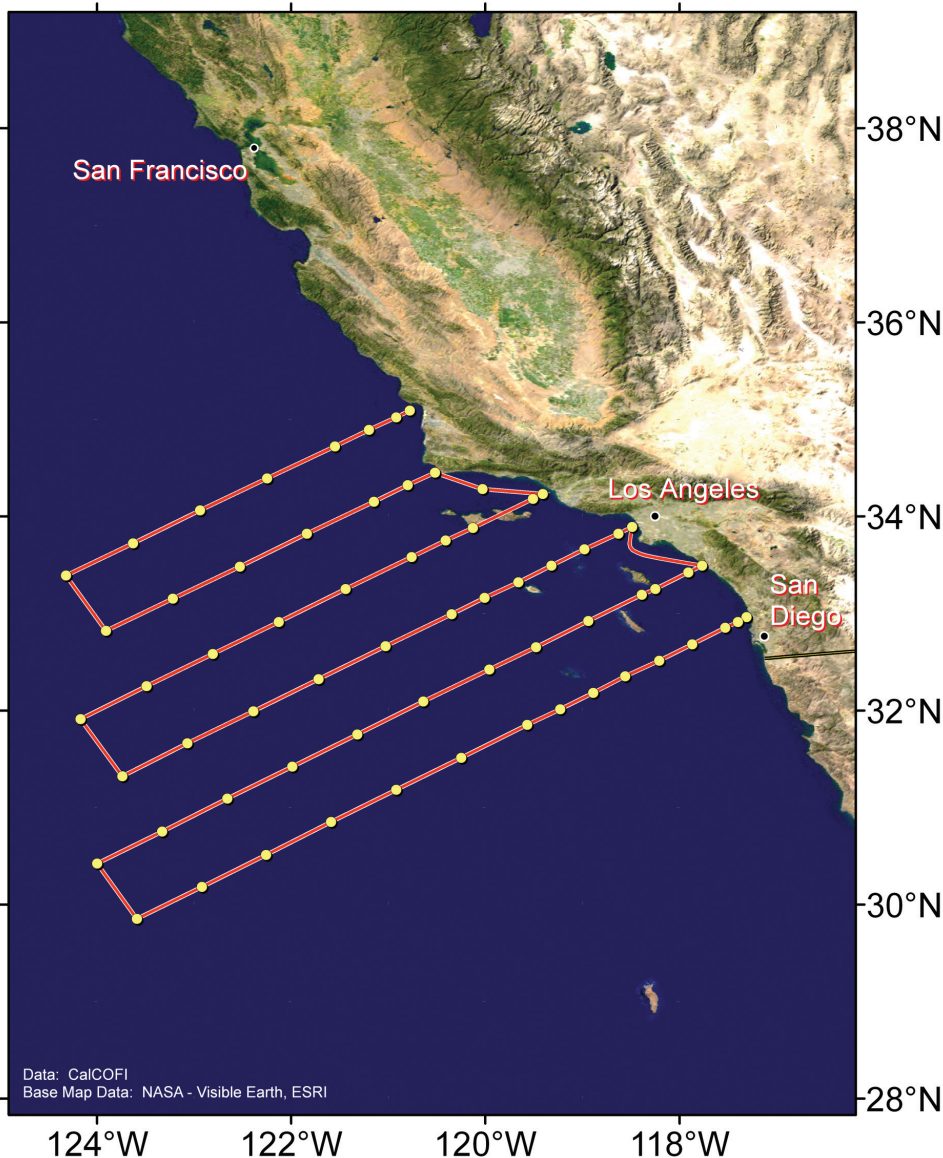 38°N
San Francisco
36°N
34°N
Los Angeles
San
Diego
32°N
30°N
Data: CalCOFI
Base Map Data: NASA - Visible Earth, ESRI
28°N
124°W
122°W
120°W
118°W